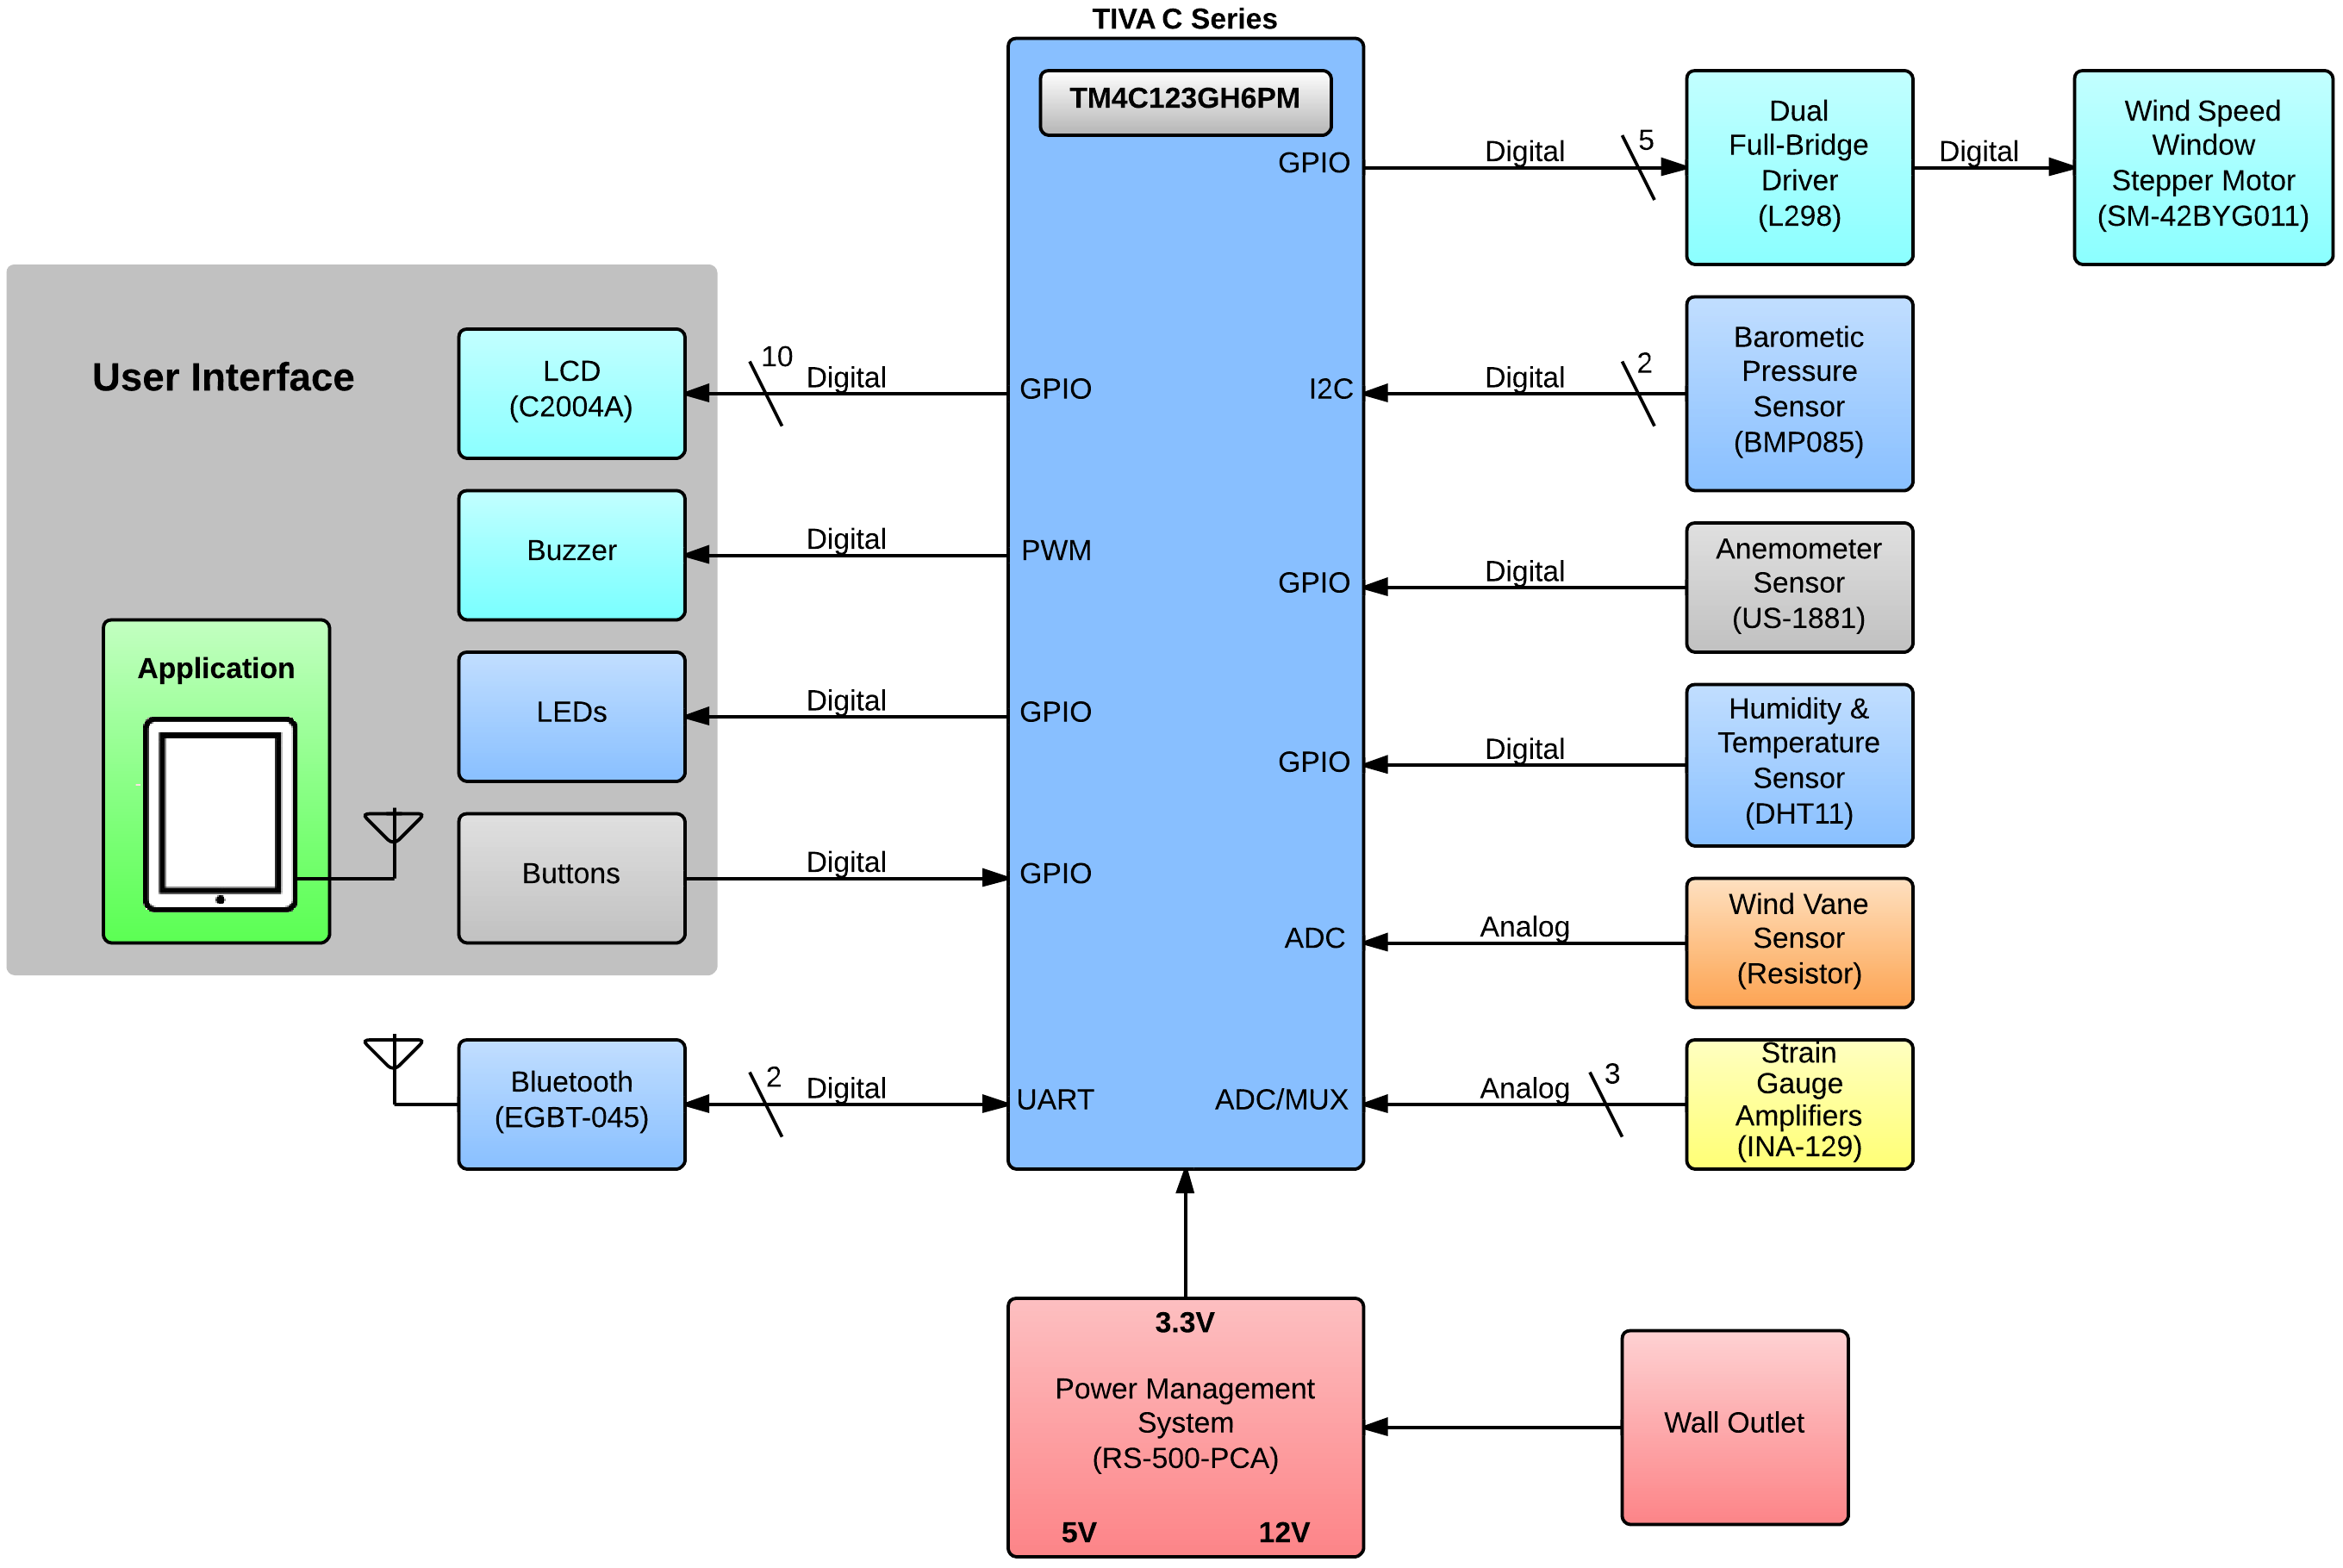 TIVA C Series
TM4C123GH6PM
GPIO
Digital
5
Dual
Full-Bridge
Driver
(L298)
Digital
Wind Speed
Window
Stepper Motor
(SM-42BYG011)
User Interface
LCD
(C2004A)
10
Digital
GPIO
I2C
Digital
2
Barometic
Pressure
Sensor
(BMP085)
Buzzer
Digital
PWM
GPIO
Digital
Anemometer
Sensor
(US-1881)
Application
LEDs
Digital
GPIO
GPIO
Digital
Humidity &
Temperature
Sensor
(DHT11)
Buttons
Digital
GPIO
ADC
Analog
Wind Vane
Sensor
(Resistor)
Bluetooth
(EGBT-045)
2
Digital
UART
ADC/MUX
Analog
3
Strain
Gauge
Amplifiers
(INA-129)
3.3V
Power Management
System
(RS-500-PCA)
5V
12V
Wall Outlet